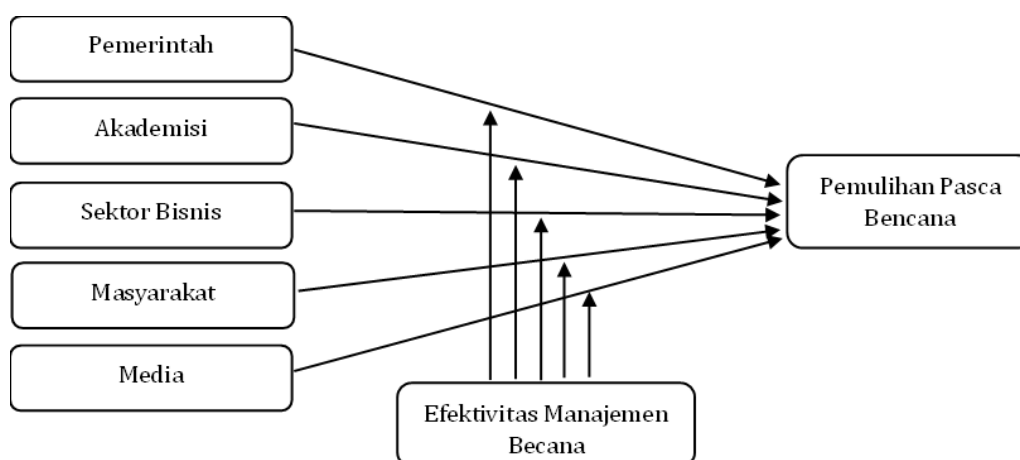 Pemerintah
Akademisi
Sektor Bisnis
Masyarakat
Media
Pemulihan Pasca
Bencana
Efektivitas Manajemen
Becana